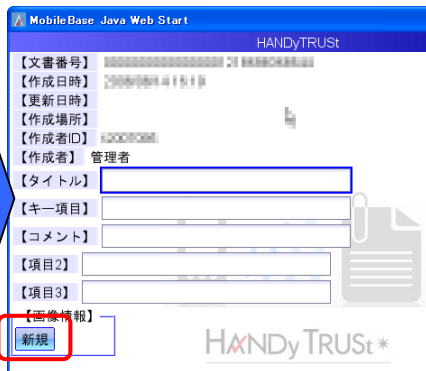 MobileBase Java Web Start
HANDyTRUSt
【文書番号】
【作成日時】
【更新日時】
【作成場所】
【作成者ID】
【作成者】 管理者
【タイトル】
【キー項目】
【コメント】
【項目2】
【項目3】
【画像情報】
新規
HANDy TRUSt*